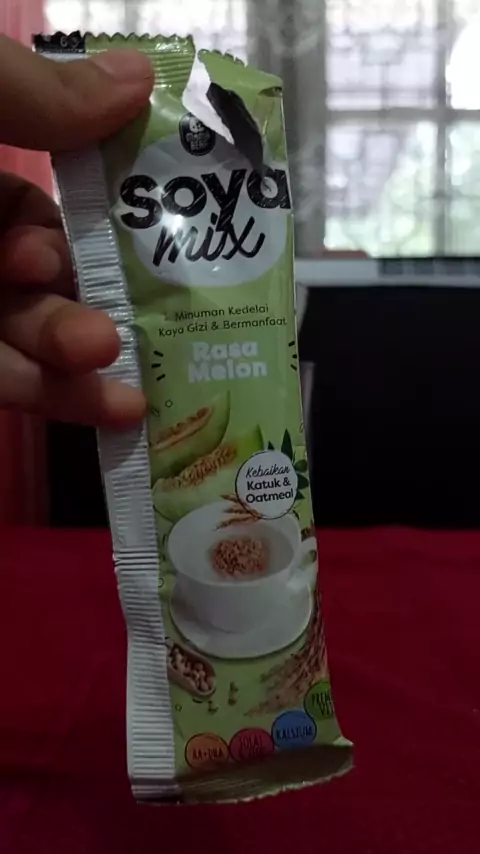 soya
mix
Minuman Kedelai
Kaya Gizi & Bermanfaat
Rasa
Melon
Kebaikan
Katuk &
Oatmeal
KALSIUM